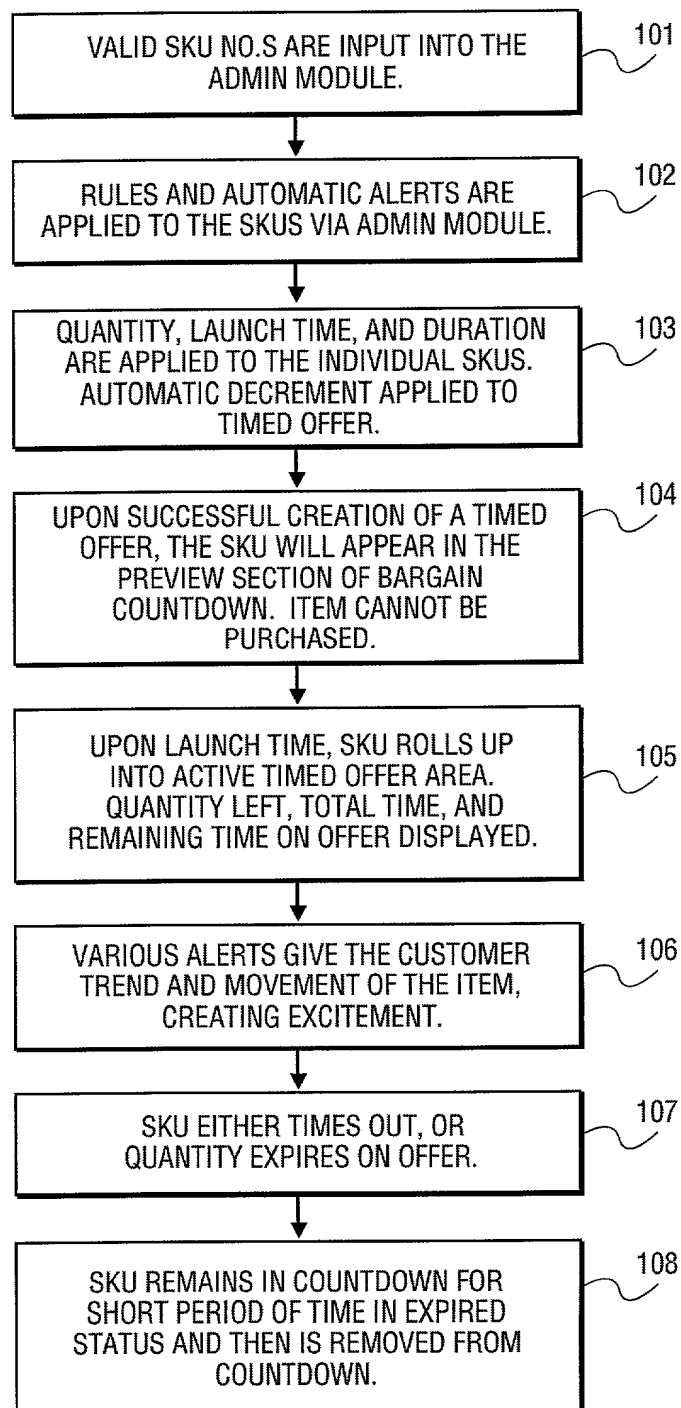 VALID SKU NO.S ARE INPUT INTO THE
ADMIN MODULE.
101
RULES AND AUTOMATIC ALERTS ARE
APPLIED TO THE SKUS VIA ADMIN MODULE.
102
QUANTITY, LAUNCH TIME, AND DURATION
ARE APPLIED TO THE INDIVIDUAL SKUS.
AUTOMATIC DECREMENT APPLIED TO
TIMED OFFER.
103
UPON SUCCESSFUL CREATION OF A TIMED
OFFER, THE SKU WILL APPEAR IN THE
PREVIEW SECTION OF BARGAIN
COUNTDOWN. ITEM CANNOT BE
PURCHASED.
104
UPON LAUNCH TIME, SKU ROLLS UP
INTO ACTIVE TIMED OFFER AREA.
QUANTITY LEFT, TOTAL TIME, AND
REMAINING TIME ON OFFER DISPLAYED.
105
VARIOUS ALERTS GIVE THE CUSTOMER
TREND AND MOVEMENT OF THE ITEM,
CREATING EXCITEMENT.
106
SKU EITHER TIMES OUT, OR
QUANTITY EXPIRES ON OFFER.
107
SKU REMAINS IN COUNTDOWN FOR
SHORT PERIOD OF TIME IN EXPIRED
STATUS AND THEN IS REMOVED FROM
COUNTDOWN.
108